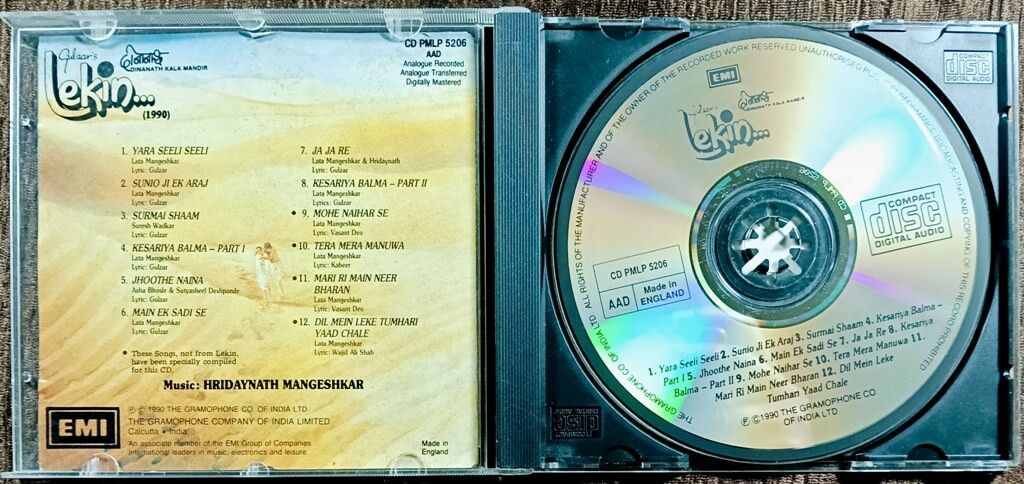 Gulzar's
DINANATH KALA MANDIR
Lekin...
(1990)
CD PMLP 5206
AAD
Analogue Recorded
Analogue Transferred
Digitally Mastered
1. YARA SEELI SEELI
Lata Mangeshkar
Lyric: Gulzar
2. SUNIO JI EK ARAJ
Lata Mangeshkar
Lyric: Gulzar
3. SURMAI SHAAM
Suresh Wadkar
Lyric: Gulzar
4. KESARIYA BALMA – PART I
Lata Mangeshkar
Lyric: Gulzar
5. JHOOTHE NAINA
Asha Bhosle & Satyasheel Deshpande
Lyric: Gulzar
6. MAIN EK SADI SE
Lata Mangeshkar
Lyric: Gulzar
7. JA JA RE
Lata Mangeshkar & Hridaynath
Lyric: Gulzar
8. KESARIYA BALMA – PART II
Lata Mangeshkar
Lyrics: Gulzar
• 9. MOHE NAIHAR SE
Lata Mangeshkar
Lyric: Vasant Deo
• 10. TERA MERA MANUWA
Lata Mangeshkar
Lyric: Kabeer
• 11. MARI RI MAIN NEER
BHARAN
Lata Mangeshkar
Lyric: Vasant Deo
• 12. DIL MEIN LEKE TUMHARI
YAAD CHALE
Lata Mangeshkar
Lyric: Wajid Ali Shah
• These Songs, not from Lekin,
have been specially compiled
for this CD.
Music: HRIDAYNATH MANGESHKAR
EMI
℗ © 1990 THE GRAMOPHONE CO. OF INDIA LTD
THE GRAMOPHONE COMPANY OF INDIA LIMITED
Calcutta • India
An associate member of the EMI Group of Companies
International leaders in music, electronics and leisure
Made in
England
COMPACT
disc
DIGITAL AUDIO
THE GRAMOPHONE CO OF INDIA LTD ALL RIGHTS OF THE MANUFACTURER AND OF THE OWNER OF THE RECORDED WORK RESERVED UNAUTHORISED PUBLIC PERFORMANCE BROADCASTING AND COPYING OF THIS RECORD PROHIBITED
EMI
DINANATH KALA MANDIR
Lekin...
COMPACT
disc
DIGITAL AUDIO
CD PMLP 5206
AAD
Made in
ENGLAND
1. Yara Seeli Seeli 2. Sunio Ji Ek Araj 3. Surmai Shaam 4. Kesariya Balma –
Part I 5. Jhoothe Naina 6. Main Ek Sadi Se 7. Ja Ja Re 8. Kesariya
Balma – Part II 9. Mohe Naihar Se 10. Tera Mera Manuwa 11.
Mari Ri Main Neer Bharan 12. Dil Mein Leke
Tumhari Yaad Chale
℗ © 1990 THE GRAMOPHONE CO
OF INDIA LTD
COMPACT
disc
DIGITAL AUDIO